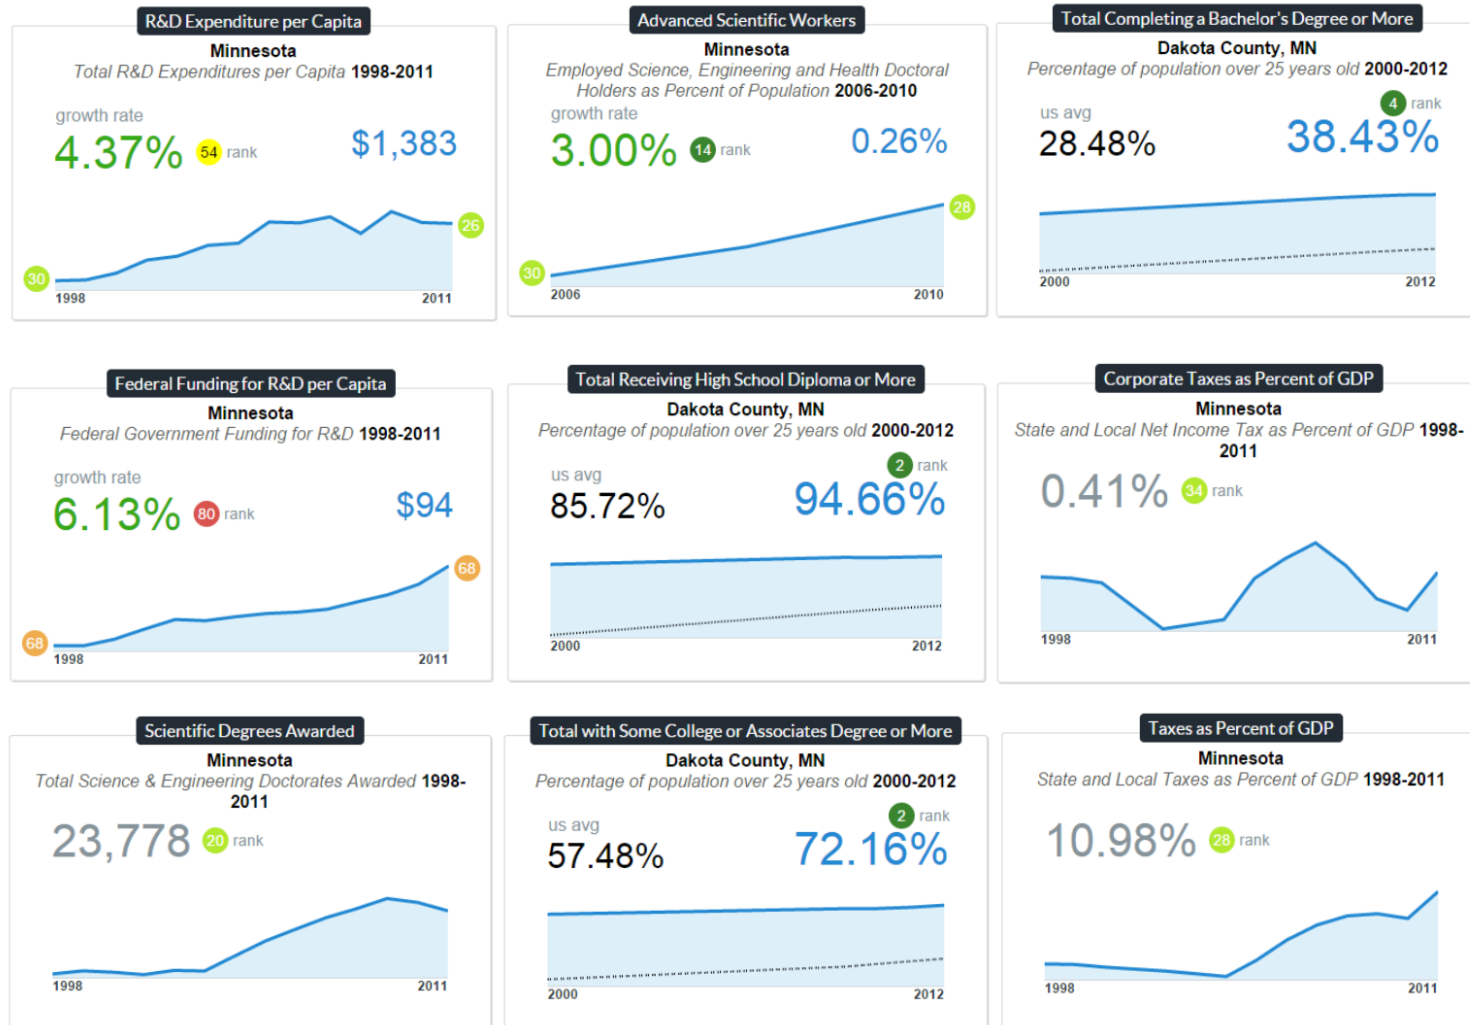 R&D Expenditure per Capita
Minnesota
Total R&D Expenditures per Capita 1998-2011
growth rate
4.37% 54 rank $1,383
30
26
1998 2011
Advanced Scientific Workers
Minnesota
Employed Science, Engineering and Health Doctoral
Holders as Percent of Population 2006-2010
growth rate
3.00% 14 rank 0.26%
28
30
2006 2010
Total Completing a Bachelor's Degree or More
Dakota County, MN
Percentage of population over 25 years old 2000-2012
us avg 4 rank
28.48% 38.43%
2000 2012
Federal Funding for R&D per Capita
Minnesota
Federal Government Funding for R&D 1998-2011
growth rate
6.13% 80 rank $94
68
68
1998 2011
Total Receiving High School Diploma or More
Dakota County, MN
Percentage of population over 25 years old 2000-2012
us avg 2 rank
85.72% 94.66%
2000 2012
Corporate Taxes as Percent of GDP
Minnesota
State and Local Net Income Tax as Percent of GDP 1998-
2011
0.41% 34 rank
1998 2011
Scientific Degrees Awarded
Minnesota
Total Science & Engineering Doctorates Awarded 1998-
2011
23,778 20 rank
1998 2011
Total with Some College or Associates Degree or More
Dakota County, MN
Percentage of population over 25 years old 2000-2012
us avg 2 rank
57.48% 72.16%
2000 2012
Taxes as Percent of GDP
Minnesota
State and Local Taxes as Percent of GDP 1998-2011
10.98% 28 rank
1998 2011